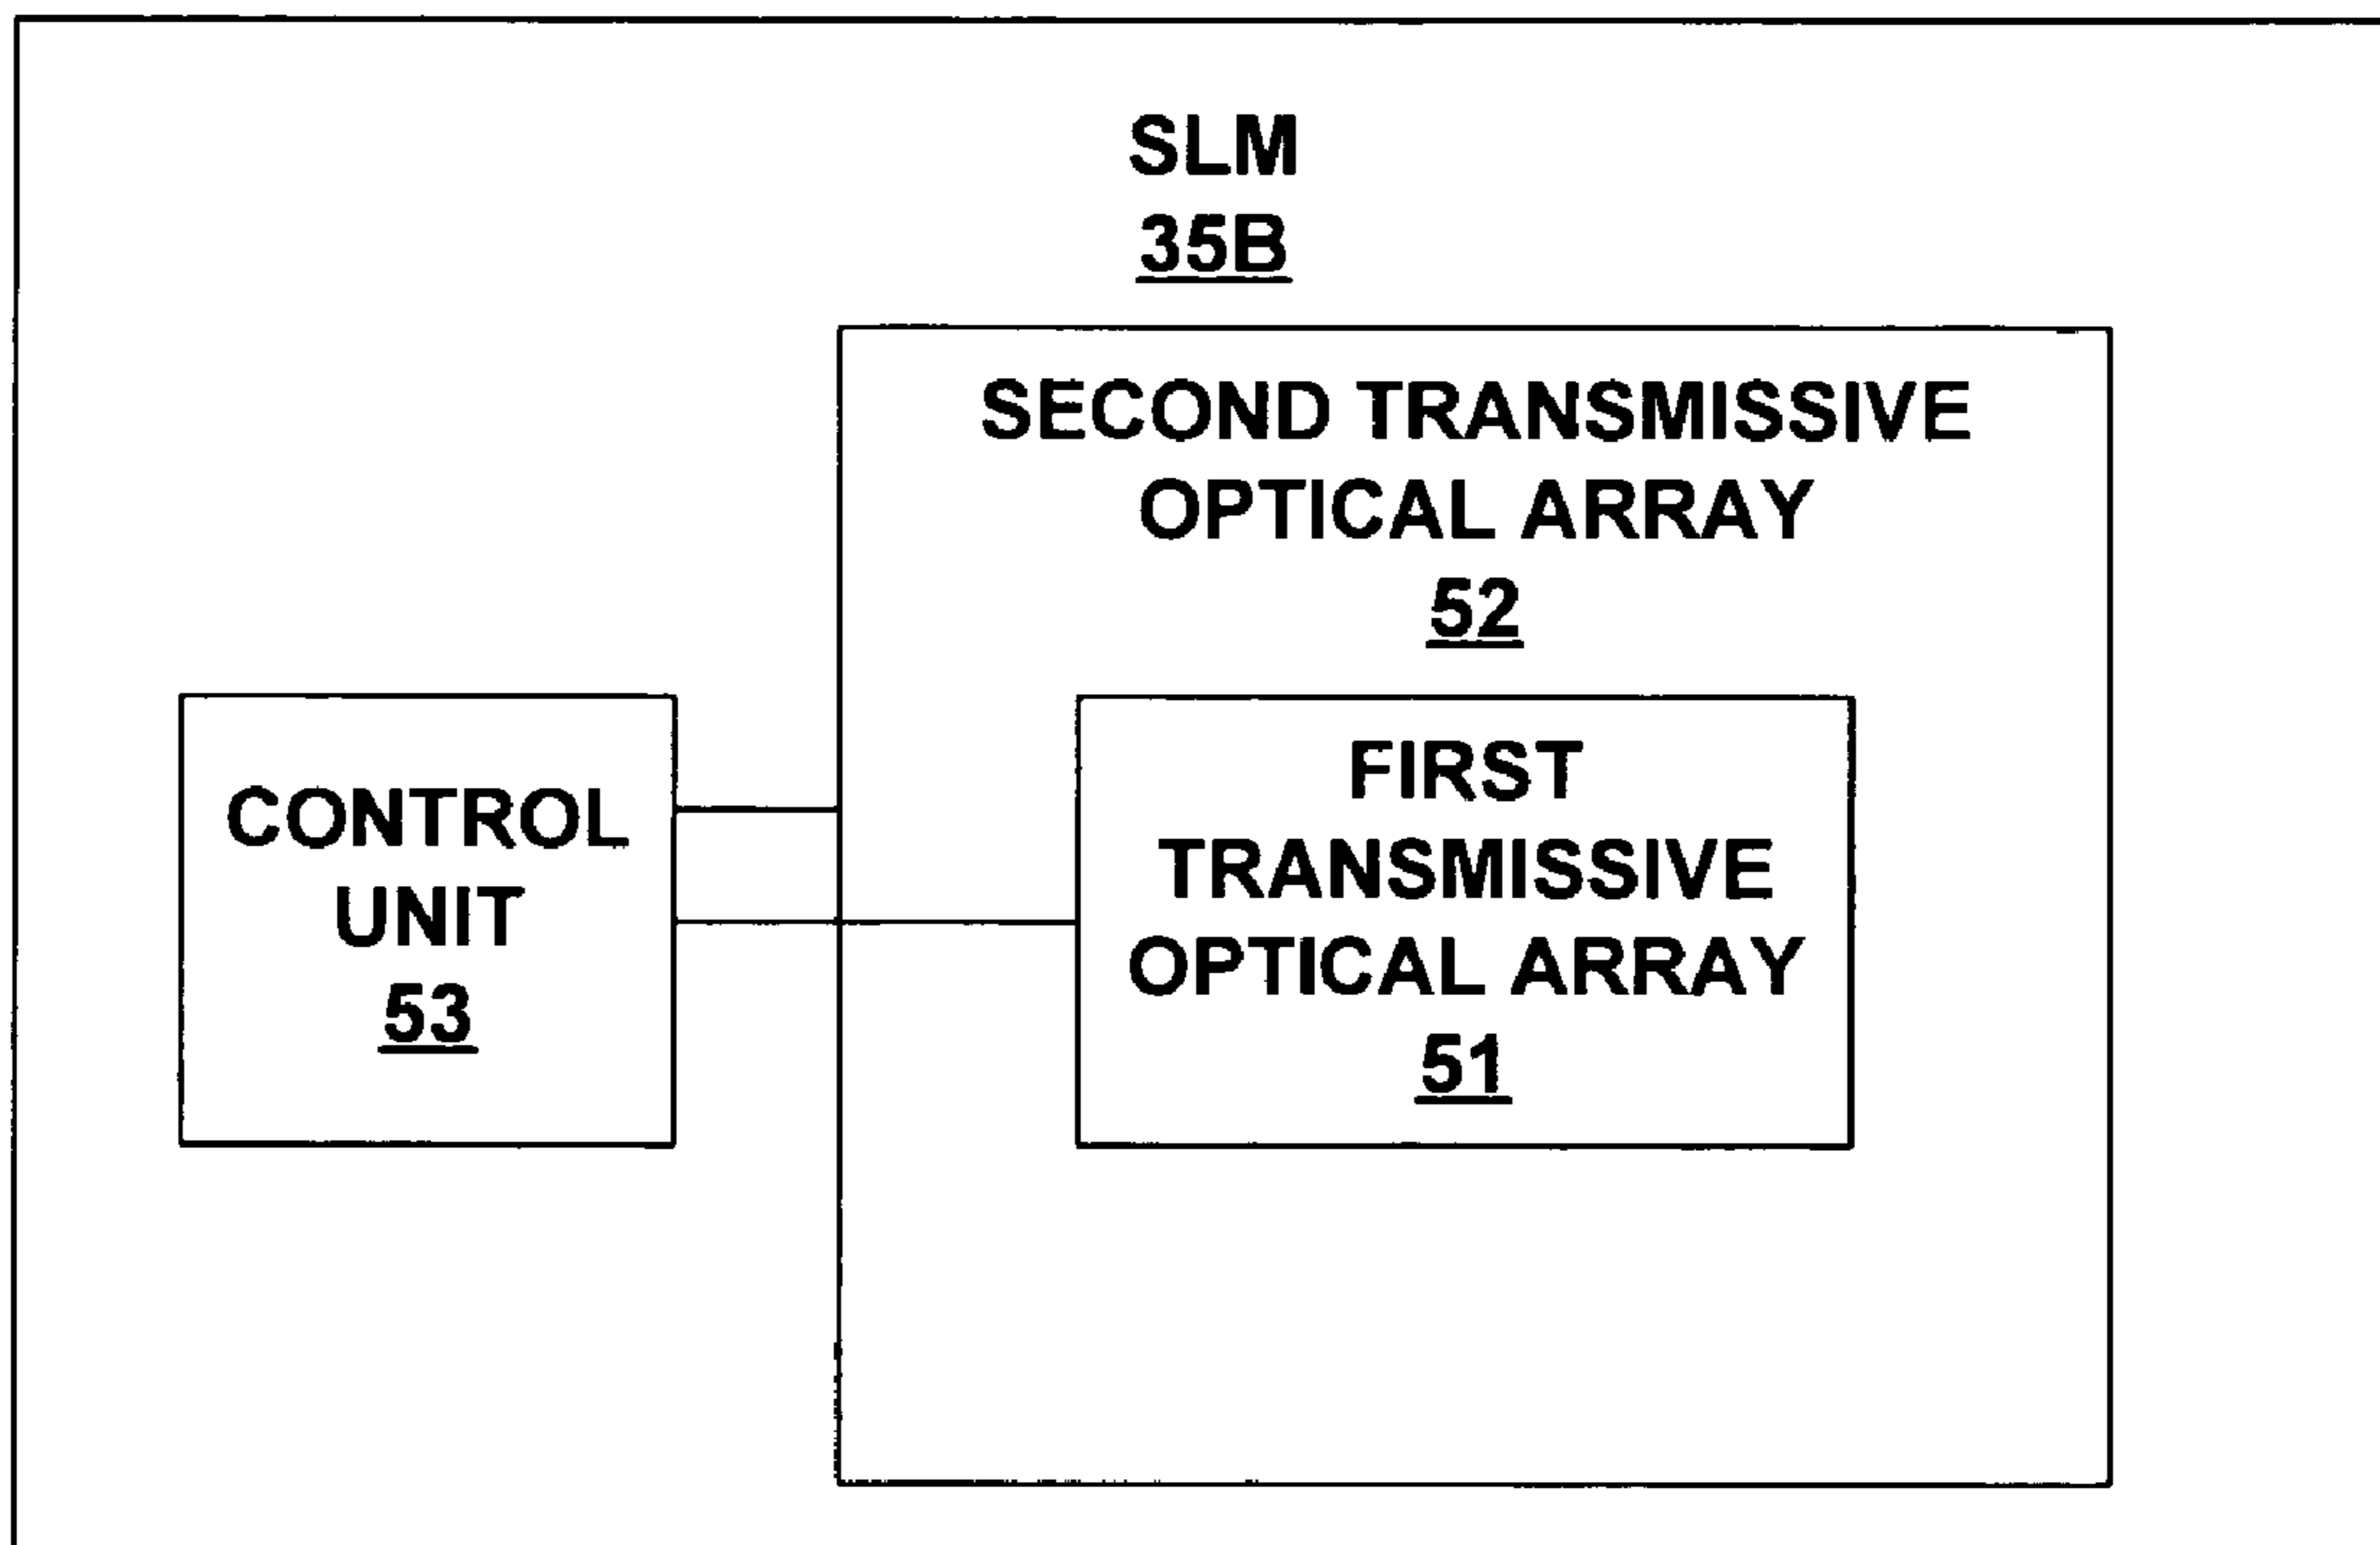 SLM
35B
SECOND TRANSMISSIVE
OPTICAL ARRAY
52
CONTROL
UNIT
53
FIRST
TRANSMISSIVE
OPTICAL ARRAY
51